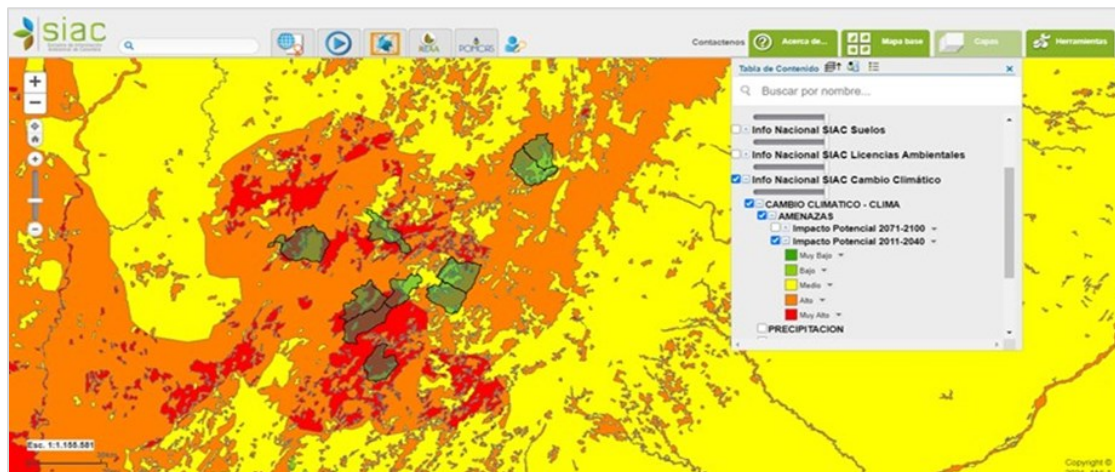 siac
Contactenos
Acerca de...
Mapa base
Capas
Herramientas
Tabla de Contenido
Buscar por nombre...
Info Nacional SIAC Suelos
Info Nacional SIAC Licencias Ambientales
Info Nacional SIAC Cambio Climático
CAMBIO CLIMATICO - CLIMA
AMENAZAS
Impacto Potencial 2071-2100
Impacto Potencial 2011-2040
Muy Bajo
Bajo
Medio
Alto
Muy Alto
PRECIPITACION
Esc. 1:1.155.581
Copyright ©